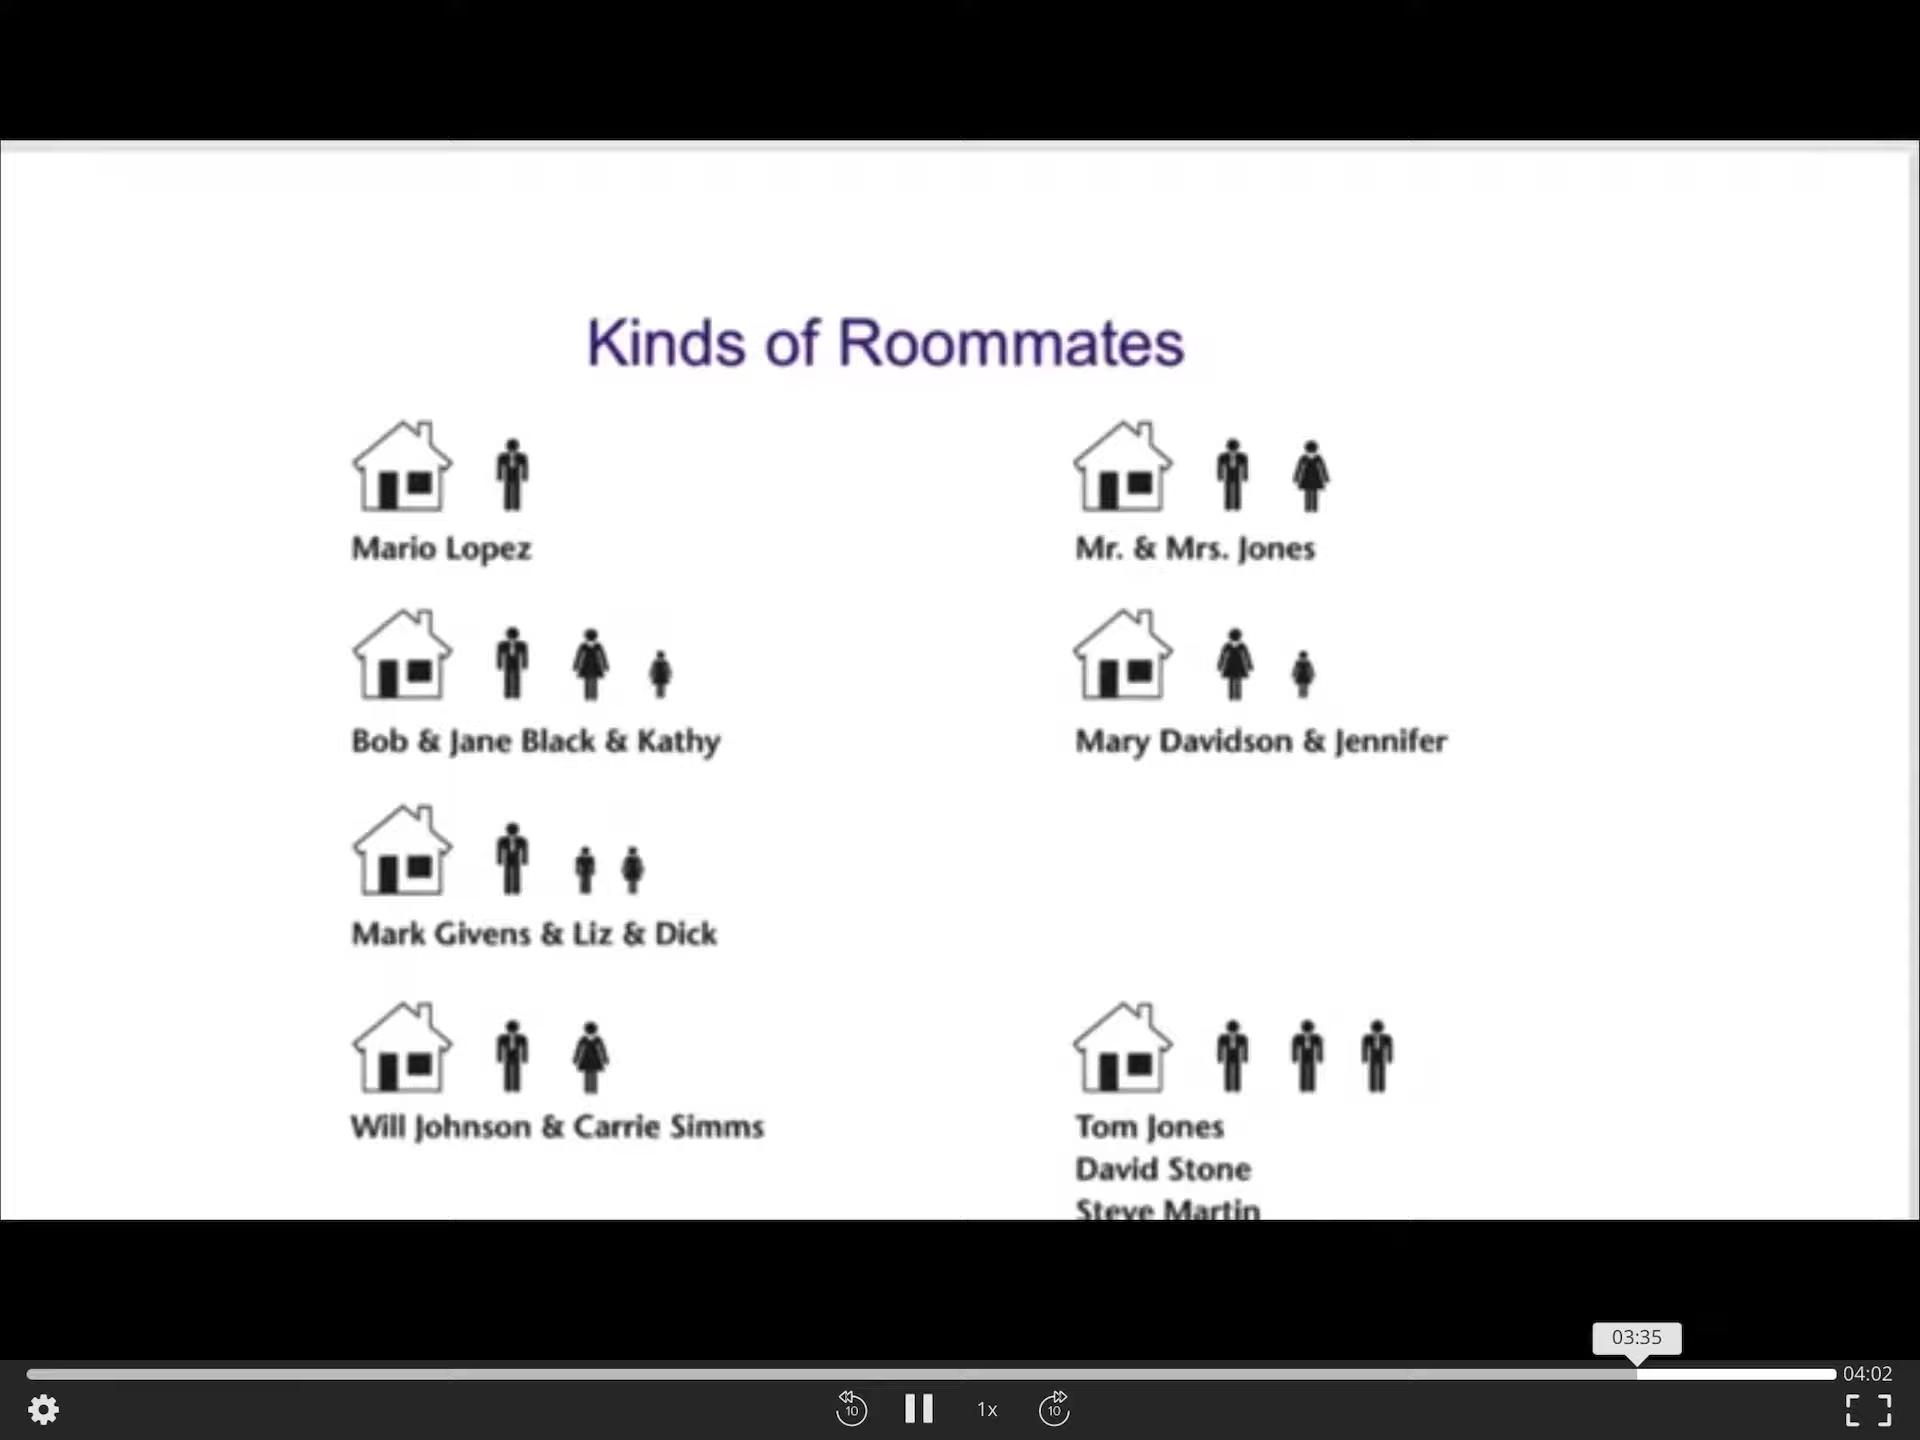 Kinds of Roommates
Mario Lopez
Mr. & Mrs. Jones
Bob & Jane Black & Kathy
Mary Davidson & Jennifer
Mark Givens & Liz & Dick
Will Johnson & Carrie Simms
Tom Jones
David Stone
Steve Martin
03:35
04:02
10
1x
10